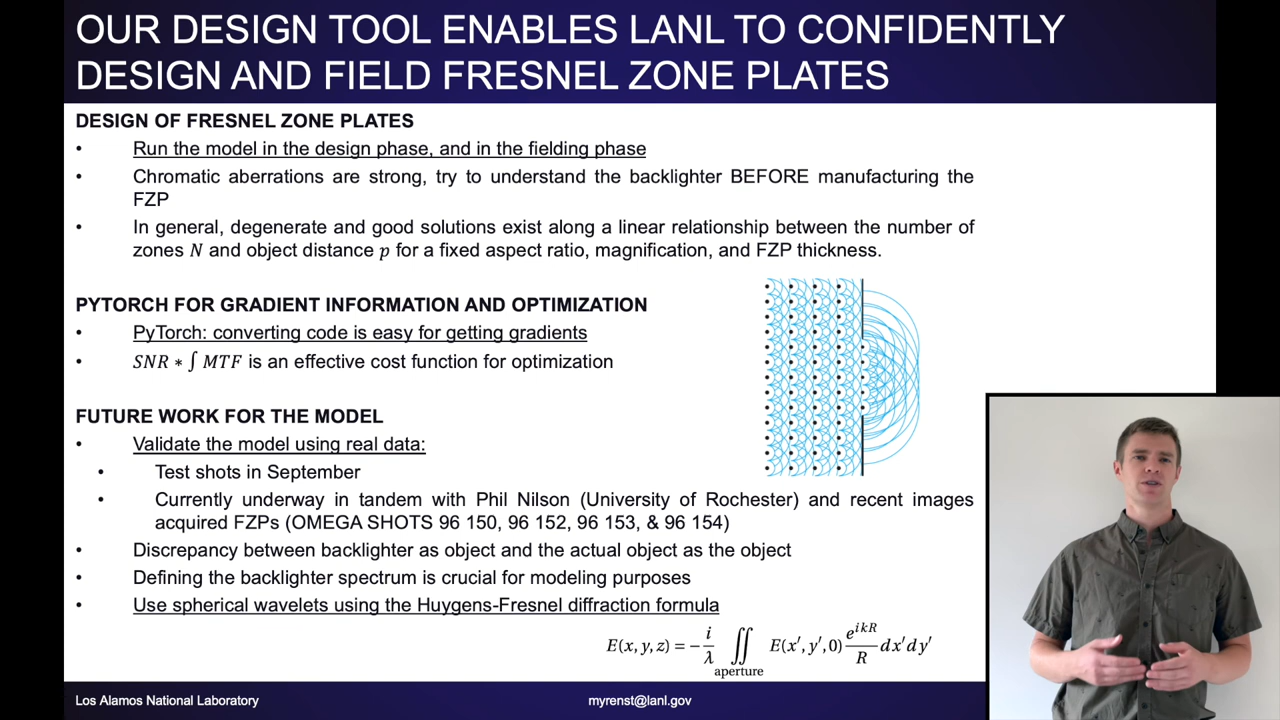 OUR DESIGN TOOL ENABLES LANL TO CONFIDENTLY
DESIGN AND FIELD FRESNEL ZONE PLATES
DESIGN OF FRESNEL ZONE PLATES
• Run the model in the design phase, and in the fielding phase
• Chromatic aberrations are strong, try to understand the backlighter BEFORE manufacturing the
FZP
• In general, degenerate and good solutions exist along a linear relationship between the number of
zones N and object distance p for a fixed aspect ratio, magnification, and FZP thickness.
PYTORCH FOR GRADIENT INFORMATION AND OPTIMIZATION
• PyTorch: converting code is easy for getting gradients
• SNR * ∫ MTF is an effective cost function for optimization
FUTURE WORK FOR THE MODEL
• Validate the model using real data:
• Test shots in September
• Currently underway in tandem with Phil Nilson (University of Rochester) and recent images
acquired FZPs (OMEGA SHOTS 96 150, 96 152, 96 153, & 96 154)
• Discrepancy between backlighter as object and the actual object as the object
• Defining the backlighter spectrum is crucial for modeling purposes
• Use spherical wavelets using the Huygens-Fresnel diffraction formula
E(x, y, z) = − i/λ ∬ aperture E(x′, y′, 0) e^{ikR}/R dx′dy′
Los Alamos National Laboratory
myrenst@lanl.gov